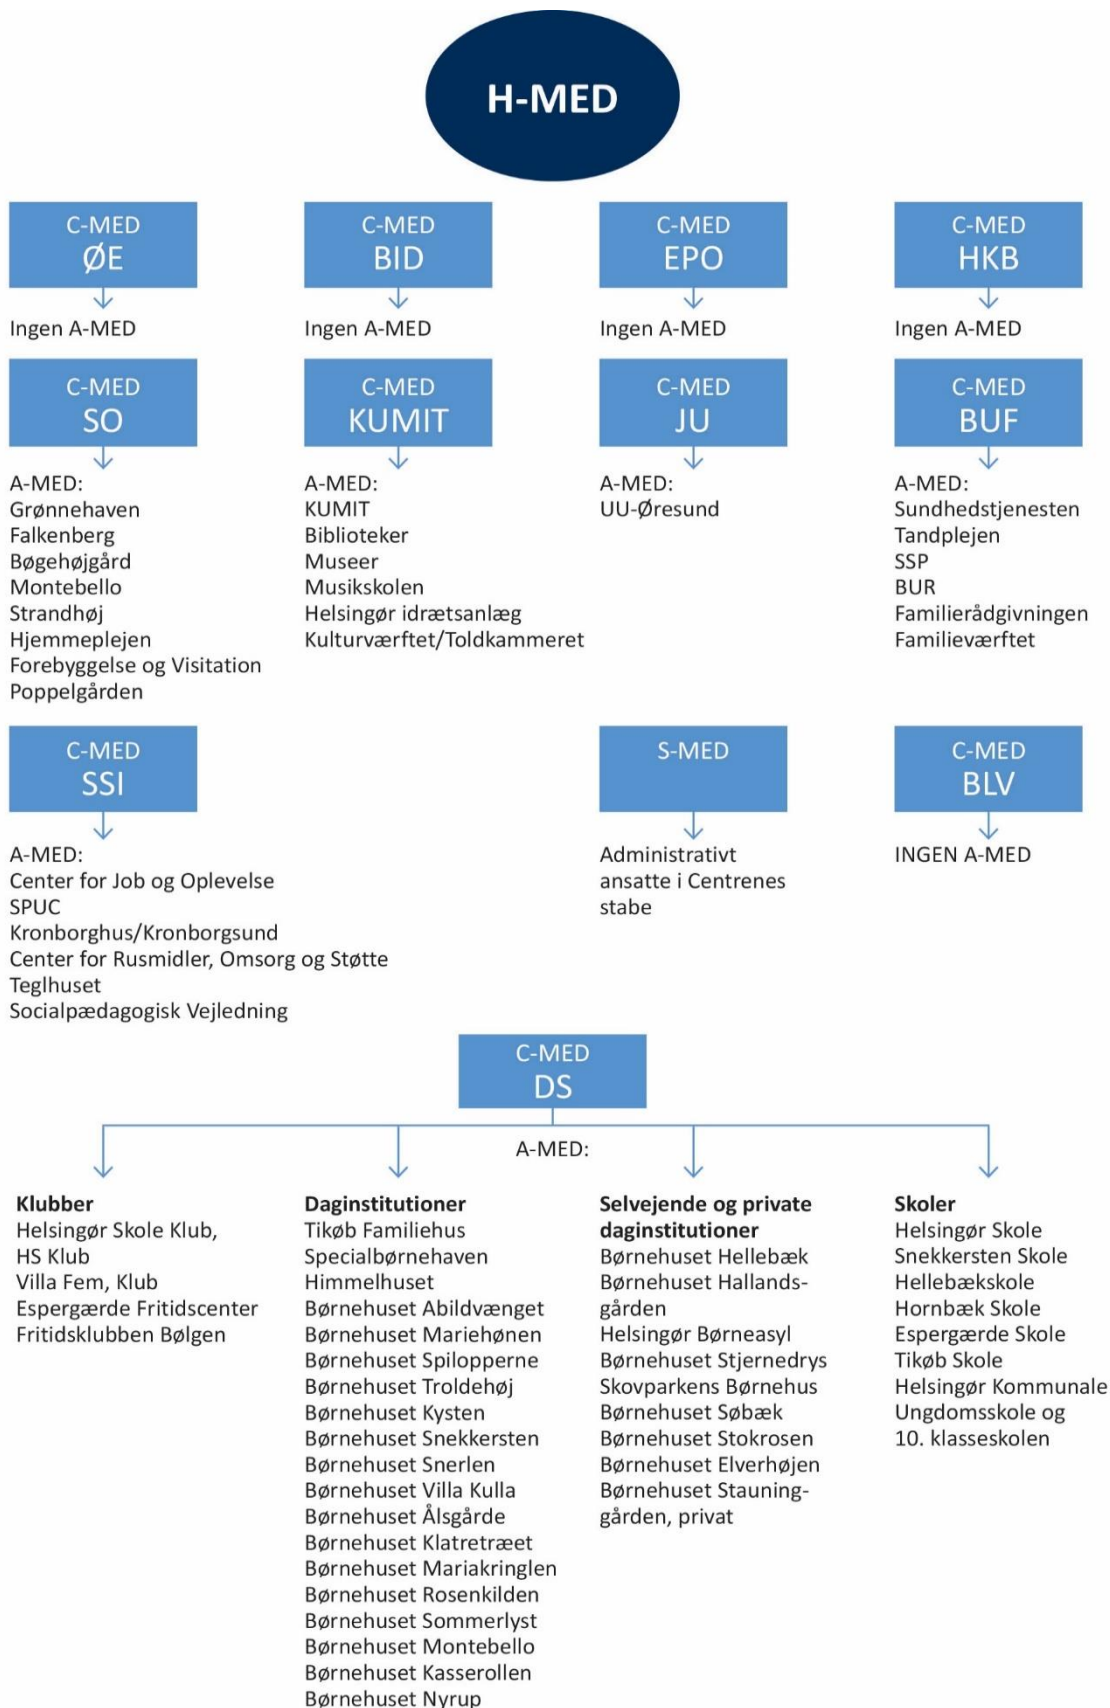 H-MED
C-MED
ØE
Ingen A-MED
C-MED
BID
Ingen A-MED
C-MED
EPO
Ingen A-MED
C-MED
HKB
Ingen A-MED
C-MED
SO
A-MED:
Grønnehaven
Falkenberg
Bøgehøjgård
Montebello
Strandhøj
Hjemmeplejen
Forebyggelse og Visitation
Poppelgården
C-MED
KUMIT
A-MED:
KUMIT
Biblioteker
Museer
Musikskolen
Helsingør idrætsanlæg
Kulturværftet/Toldkammeret
C-MED
JU
A-MED:
UU-Øresund
C-MED
BUF
A-MED:
Sundhedstjenesten
Tandplejen
SSP
BUR
Familierådgivningen
Familieværftet
C-MED
SSI
A-MED:
Center for Job og Oplevelse
SPUC
Kronborghus/Kronborgsund
Center for Rusmidler, Omsorg og Støtte
Teglhuset
Socialpædagogisk Vejledning
S-MED
Administrativt
ansatte i Centrenes
stabe
C-MED
BLV
INGEN A-MED
C-MED
DS
A-MED:
Klubber
Helsingør Skole Klub,
HS Klub
Villa Fem, Klub
Espergærde Fritidscenter
Fritidsklubben Bølgen
Daginstitutioner
Tikøb Familiehus
Specialbørnehaven
Himmelhuset
Børnehuset Abildvænget
Børnehuset Mariehønen
Børnehuset Spilopperne
Børnehuset Troldehøj
Børnehuset Kysten
Børnehuset Snekkersten
Børnehuset Snerlen
Børnehuset Villa Kulla
Børnehuset Ålsgårde
Børnehuset Klatretræet
Børnehuset Mariakringlen
Børnehuset Rosenkilden
Børnehuset Sommerlyst
Børnehuset Montebello
Børnehuset Kasserollen
Børnehuset Nyrup
Selvejende og private
daginstitutioner
Børnehuset Hellebæk
Børnehuset Hallands-
gården
Helsingør Børneasyl
Børnehuset Stjernedrys
Skovparkens Børnehus
Børnehuset Søbæk
Børnehuset Stokrosen
Børnehuset Elverhøjen
Børnehuset Stauning-
gården, privat
Skoler
Helsingør Skole
Snekkersten Skole
Hellebækskole
Hornbæk Skole
Espergærde Skole
Tikøb Skole
Helsingør Kommunale
Ungdomsskole og
10. klasseskolen